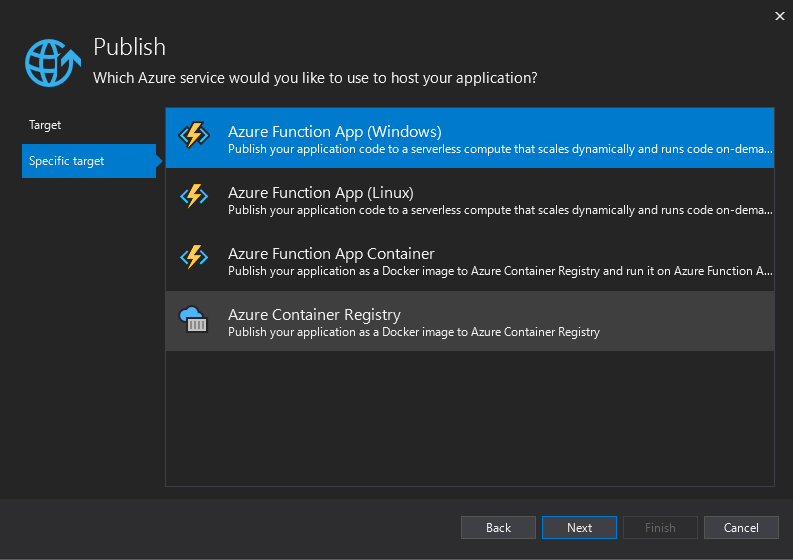 Publish
Which Azure service would you like to use to host your application?
Target
Specific target
Azure Function App (Windows)
Publish your application code to a serverless compute that scales dynamically and runs code on-dema...
Azure Function App (Linux)
Publish your application code to a serverless compute that scales dynamically and runs code on-dema...
Azure Function App Container
Publish your application as a Docker image to Azure Container Registry and run it on Azure Function A...
Azure Container Registry
Publish your application as a Docker image to Azure Container Registry
Back
Next
Finish
Cancel